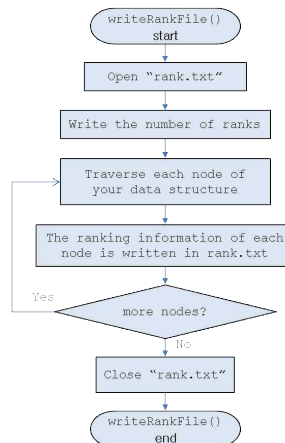 writeRankFile()
start
Open “rank.txt”
Write the number of ranks
Traverse each node of
your data structure
The ranking information of each
node is written in rank.txt
Yes
more nodes?
No
Close “rank.txt”
writeRankFile()
end